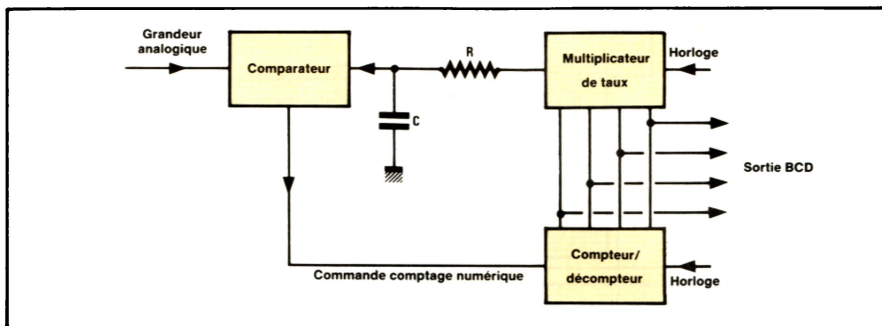 Grandeur
analogique
Comparateur
R
Multiplicateur
de taux
Horloge
C
Sortie BCD
Compteur/
décompteur
Commande comptage numérique
Horloge